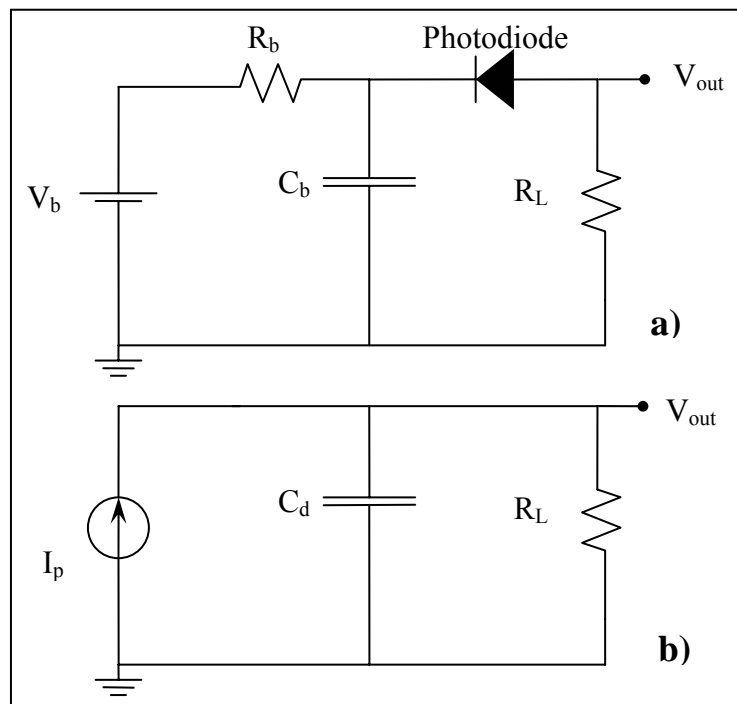 R_b
Photodiode
V_out
V_b
C_b
R_L
a)
V_out
C_d
R_L
I_p
b)